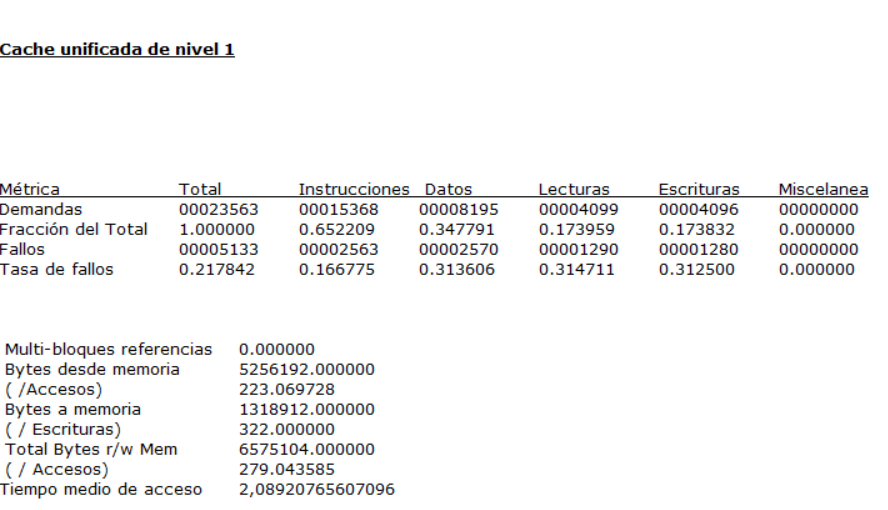 Cache unificada de nivel 1
Métrica Total Instrucciones Datos Lecturas Escrituras Miscelanea
Demandas 00023563 00015368 00008195 00004099 00004096 00000000
Fracción del Total 1.000000 0.652209 0.347791 0.173959 0.173832 0.000000
Fallos 00005133 00002563 00002570 00001290 00001280 00000000
Tasa de fallos 0.217842 0.166775 0.313606 0.314711 0.312500 0.000000
Multi-bloques referencias 0.000000
Bytes desde memoria 5256192.000000
( /Accesos) 223.069728
Bytes a memoria 1318912.000000
( / Escrituras) 322.000000
Total Bytes r/w Mem 6575104.000000
( / Accesos) 279.043585
Tiempo medio de acceso 2,08920765607096